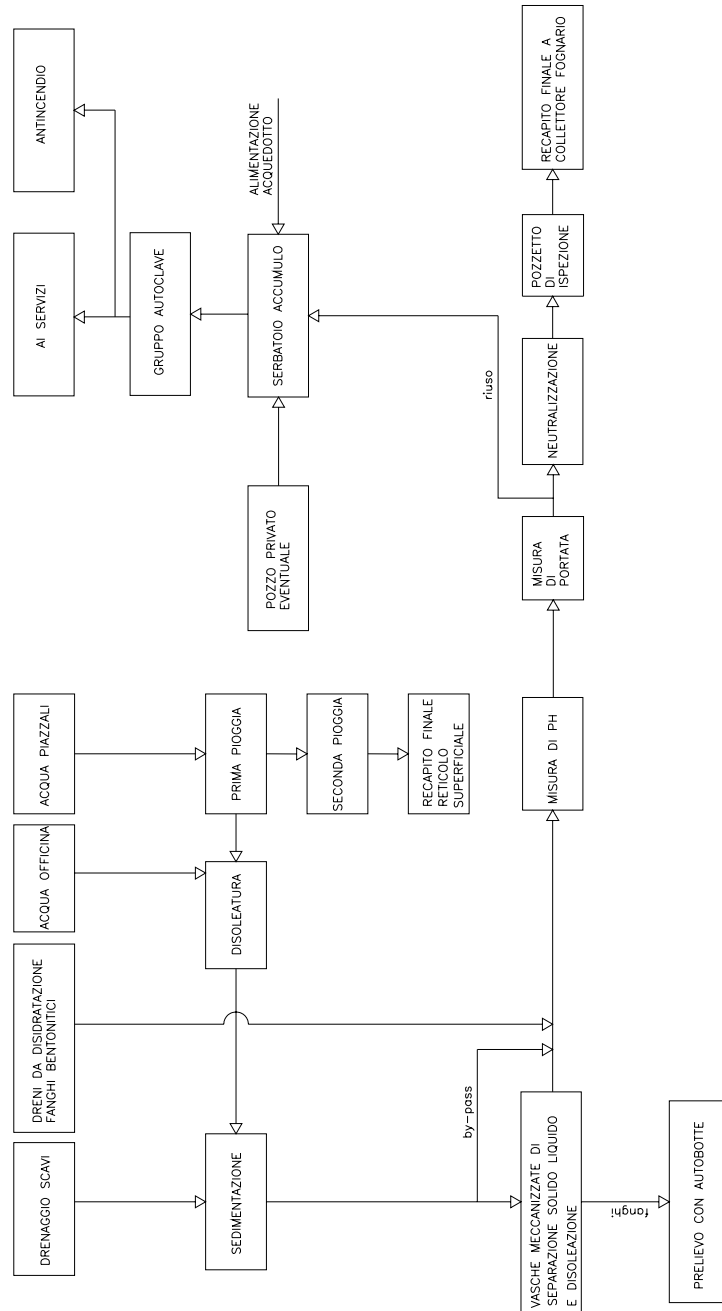 DRENAGGIO SCAVI
DRENI DA DISIDRATAZIONE
FANGHI BENTONITICI
ACQUA OFFICINA
ACQUA PIAZZALI
AI SERVIZI
ANTINCENDIO
SEDIMENTAZIONE
DISOLEATURA
PRIMA PIOGGIA
GRUPPO AUTOCLAVE
SECONDA PIOGGIA
POZZO PRIVATO
EVENTUALE
SERBATOIO ACCUMULO
ALIMENTAZIONE
ACQUEDOTTO
RECAPITO FINALE
RETICOLO
SUPERFICIALE
by-pass
riuso
VASCHE MECCANIZZATE DI
SEPARAZIONE SOLIDO LIQUIDO
E DISOLEAZIONE
MISURA DI PH
MISURA
DI
PORTATA
NEUTRALIZZAZIONE
POZZETTO
DI
ISPEZIONE
RECAPITO FINALE A
COLLETTORE FOGNARIO
fanghi
PRELIEVO CON AUTOBOTTE